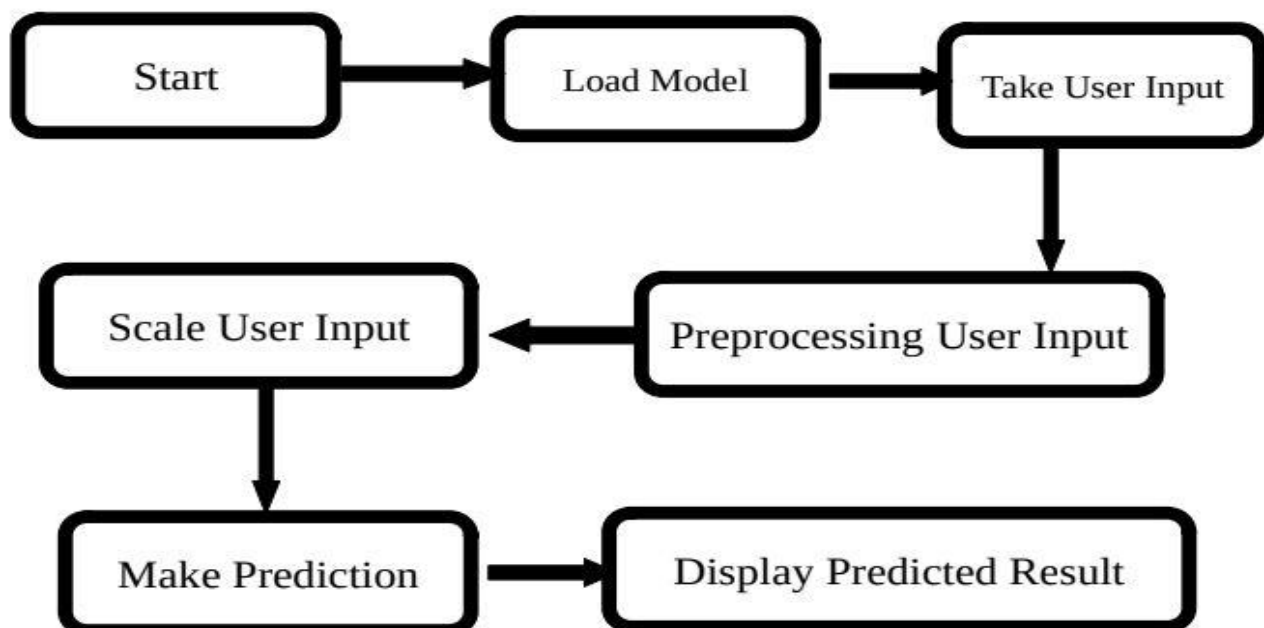 Start
Load Model
Take User Input
Preprocessing User Input
Scale User Input
Make Prediction
Display Predicted Result